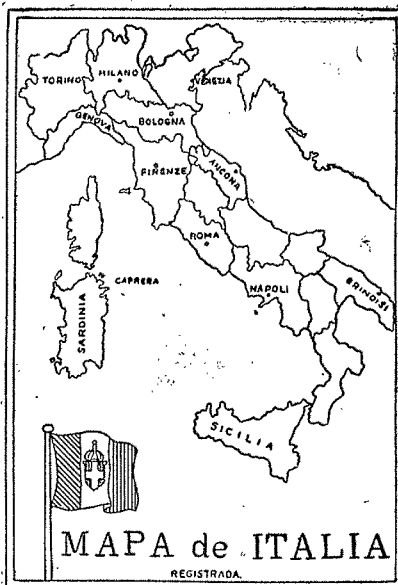 MILANO
TORINO
VENEZIA
BOLOGNA
GENOVA
FIRENZE
ANCONA
ROMA
CAPRERA
NAPOLI
BRINDISI
SARDINIA
SICILIA
MAPA de ITALIA
REGISTRADA.